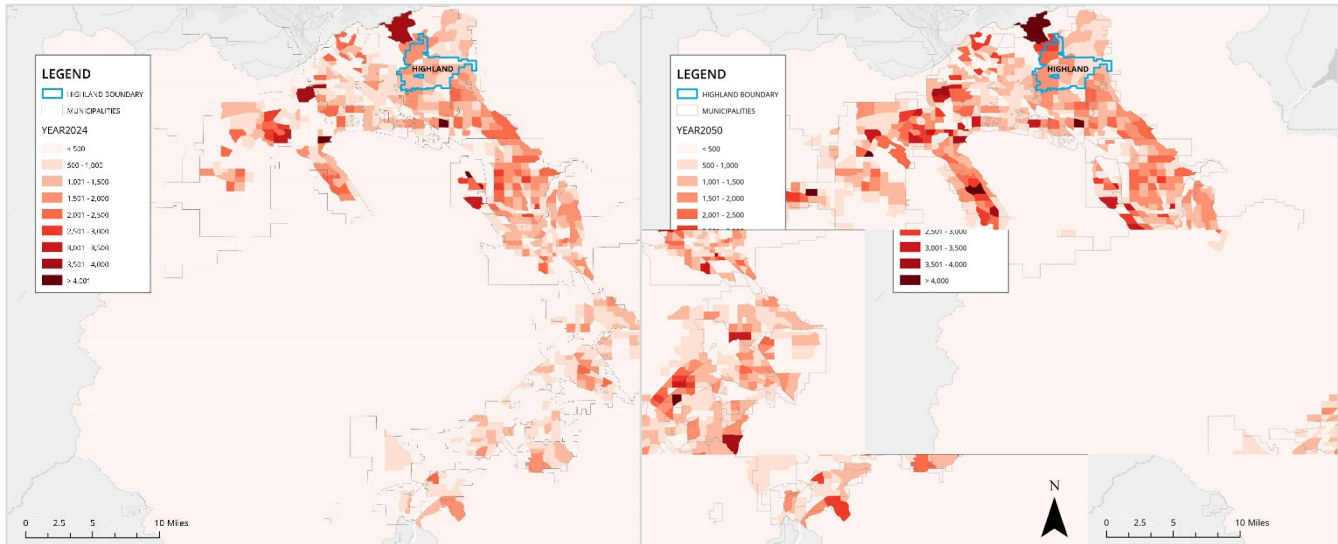 LEGEND
HIGHLAND BOUNDARY
MUNICIPALITIES
YEAR2024
< 500
500 - 1,000
1,001 - 1,500
1,501 - 2,000
2,001 - 2,500
2,501 - 3,000
3,001 - 3,500
3,501 - 4,000
> 4,001
HIGHLAND
0 2.5 5 10 Miles
LEGEND
HIGHLAND BOUNDARY
MUNICIPALITIES
YEAR2050
< 500
500 - 1,000
1,001 - 1,500
1,501 - 2,000
2,001 - 2,500
HIGHLAND
2,501 - 3,000
3,001 - 3,500
3,501 - 4,000
> 4,000
N
0 2.5 5 10 Miles